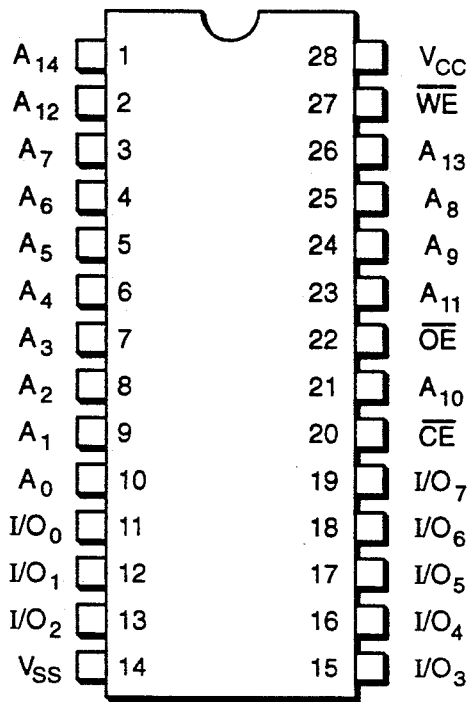 A14 1 28 VCC
A12 2 27 WE
A7 3 26 A13
A6 4 25 A8
A5 5 24 A9
A4 6 23 A11
A3 7 22 OE
A2 8 21 A10
A1 9 20 CE
A0 10 19 I/O7
I/O0 11 18 I/O6
I/O1 12 17 I/O5
I/O2 13 16 I/O4
VSS 14 15 I/O3